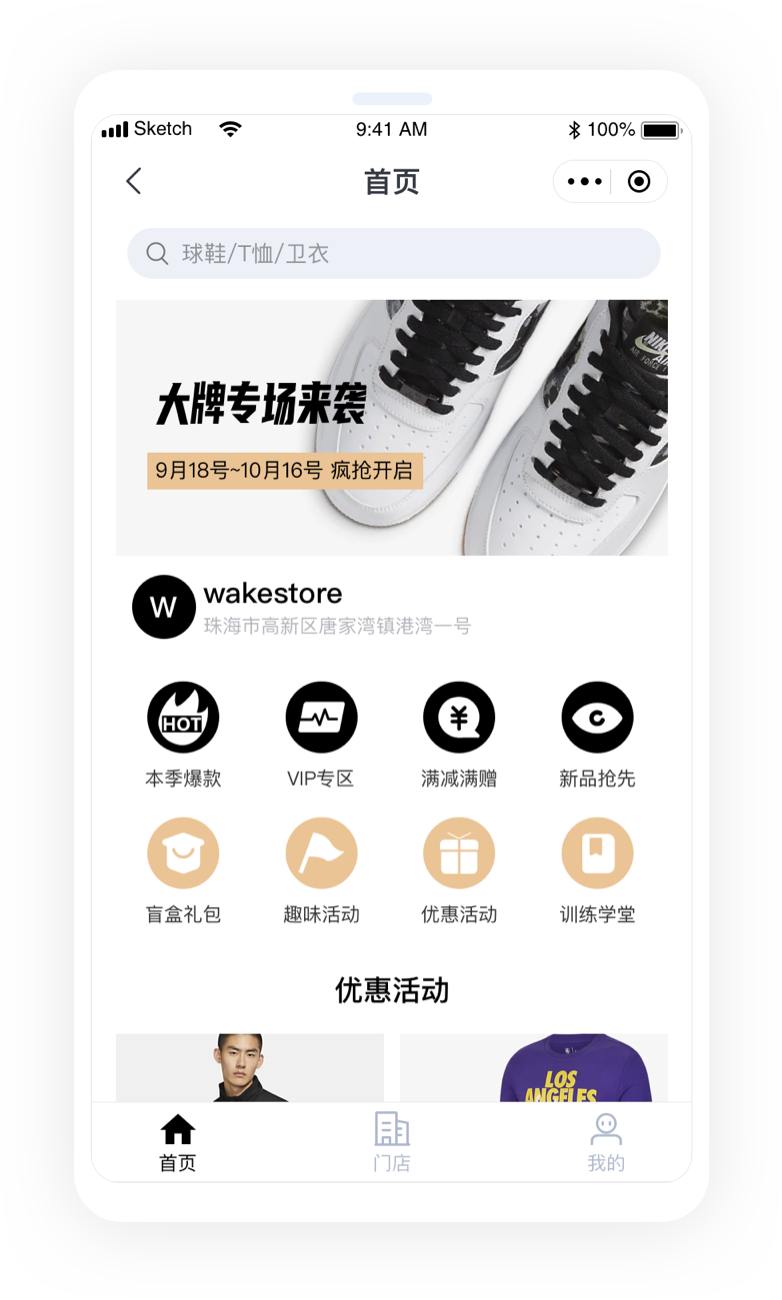 Sketch 9:41 AM 100%
首页
球鞋/T恤/卫衣
NIKE
AIR
AIR FORCE 1
大牌专场来袭
9月18号~10月16号 疯抢开启
W
wakestore
珠海市高新区唐家湾镇港湾一号
HOT
本季爆款 VIP专区 满减满赠 新品抢先
盲盒礼包 趣味活动 优惠活动 训练学堂
优惠活动
LOS
ANGELES
首页 门店 我的